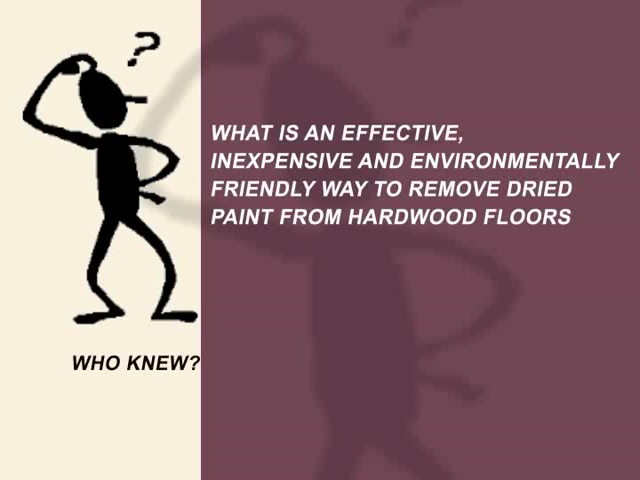 ?
WHAT IS AN EFFECTIVE,
INEXPENSIVE AND ENVIRONMENTALLY
FRIENDLY WAY TO REMOVE DRIED
PAINT FROM HARDWOOD FLOORS
WHO KNEW?